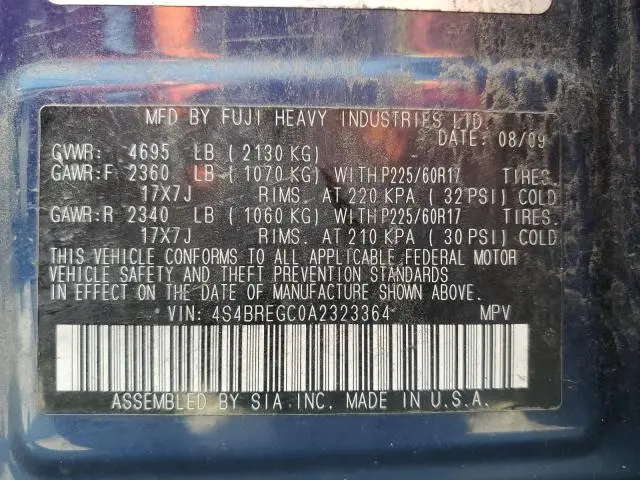 MFD BY FUJI HEAVY INDUSTRIES LTD.
DATE: 08/09
GVWR: 4695 LB ( 2130 KG)
GAWR:F 2360 LB ( 1070 KG) WITH P225/60R17 TIRES.
17X7J RIMS. AT 220 KPA ( 32 PSI) COLD
GAWR:R 2340 LB ( 1060 KG) WITH P225/60R17 TIRES.
17X7J RIMS. AT 210 KPA ( 30 PSI) COLD
THIS VEHICLE CONFORMS TO ALL APPLICABLE FEDERAL MOTOR
VEHICLE SAFETY AND THEFT PREVENTION STANDARDS
IN EFFECT ON THE DATE OF MANUFACTURE SHOWN ABOVE.
* VIN: 4S4BREGC0A2323364 * MPV
ASSEMBLED BY SIA.INC. MADE IN U.S.A.